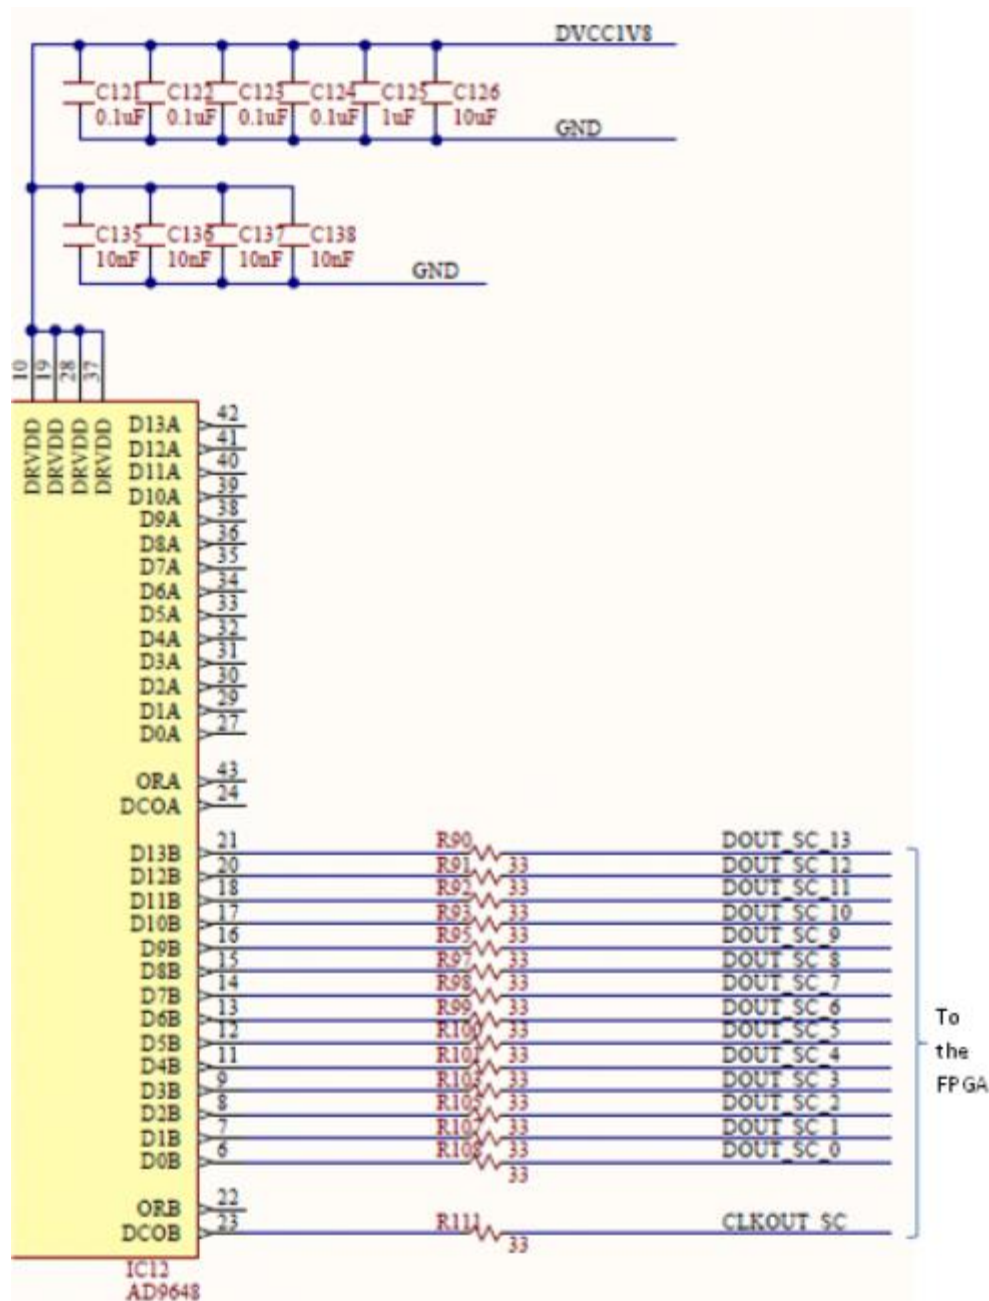 DVCC1V8
C121 C122 C123 C124 C125 C126
0.1uF 0.1uF 0.1uF 0.1uF 1uF 10uF
GND
C135 C136 C137 C138
10nF 10nF 10nF 10nF
GND
10 19 28 37
DRVDD DRVDD DRVDD DRVDD
D13A 42
D12A 41
D11A 40
D10A 39
D9A 38
D8A 36
D7A 35
D6A 34
D5A 33
D4A 32
D3A 31
D2A 30
D1A 29
D0A 27
ORA 43
DCOA 24
D13B 21 R90 33 DOUT_SC_13
D12B 20 R91 33 DOUT_SC_12
D11B 18 R92 33 DOUT_SC_11
D10B 17 R93 33 DOUT_SC_10
D9B 16 R95 33 DOUT_SC_9
D8B 15 R97 33 DOUT_SC_8
D7B 14 R98 33 DOUT_SC_7
D6B 13 R99 33 DOUT_SC_6
D5B 12 33 DOUT_SC_5
D4B 11 33 DOUT_SC_4
D3B 9 33 DOUT_SC_3
D2B 8 33 DOUT_SC_2
D1B 7 33 DOUT_SC_1
D0B 6 33 DOUT_SC_0
ORB 22
DCOB 23 R111 33 CLKOUT_SC
To
the
FPGA
IC12
AD9648